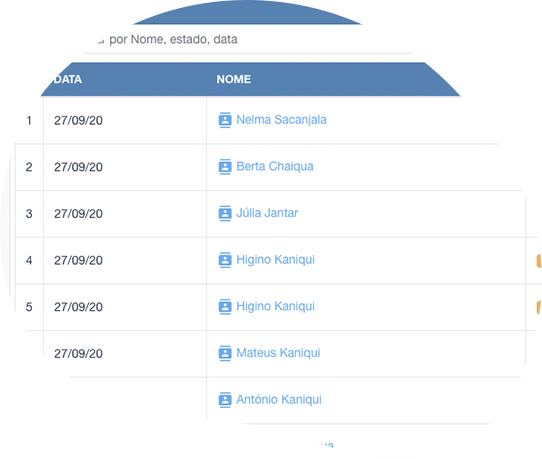 por Nome, estado, data
DATA NOME
1 27/09/20 Nelma Sacanjala
2 27/09/20 Berta Chaiqua
3 27/09/20 Júlia Jantar
4 27/09/20 Higino Kaniqui
5 27/09/20 Higino Kaniqui
27/09/20 Mateus Kaniqui
António Kaniqui